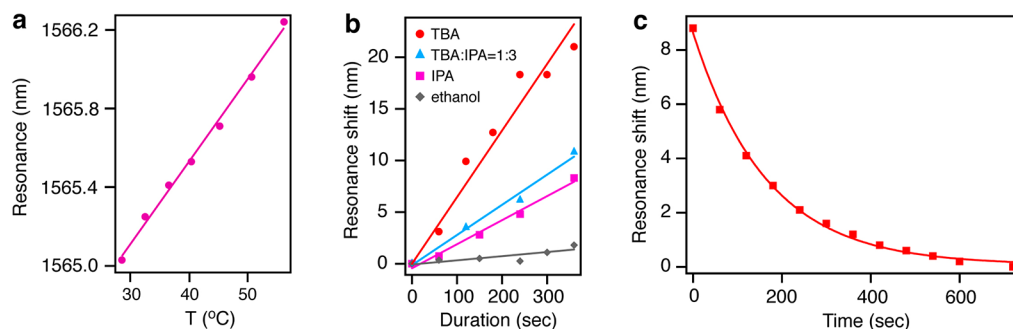 a
1566.2
1565.8
1565.4
1565.0
Resonance (nm)
30 40 50
T (°C)
b
20
15
10
5
0
Resonance shift (nm)
TBA
TBA:IPA=1:3
IPA
ethanol
0 100 200 300
Duration (sec)
c
8
6
4
2
0
Resonance shift (nm)
0 200 400 600
Time (sec)